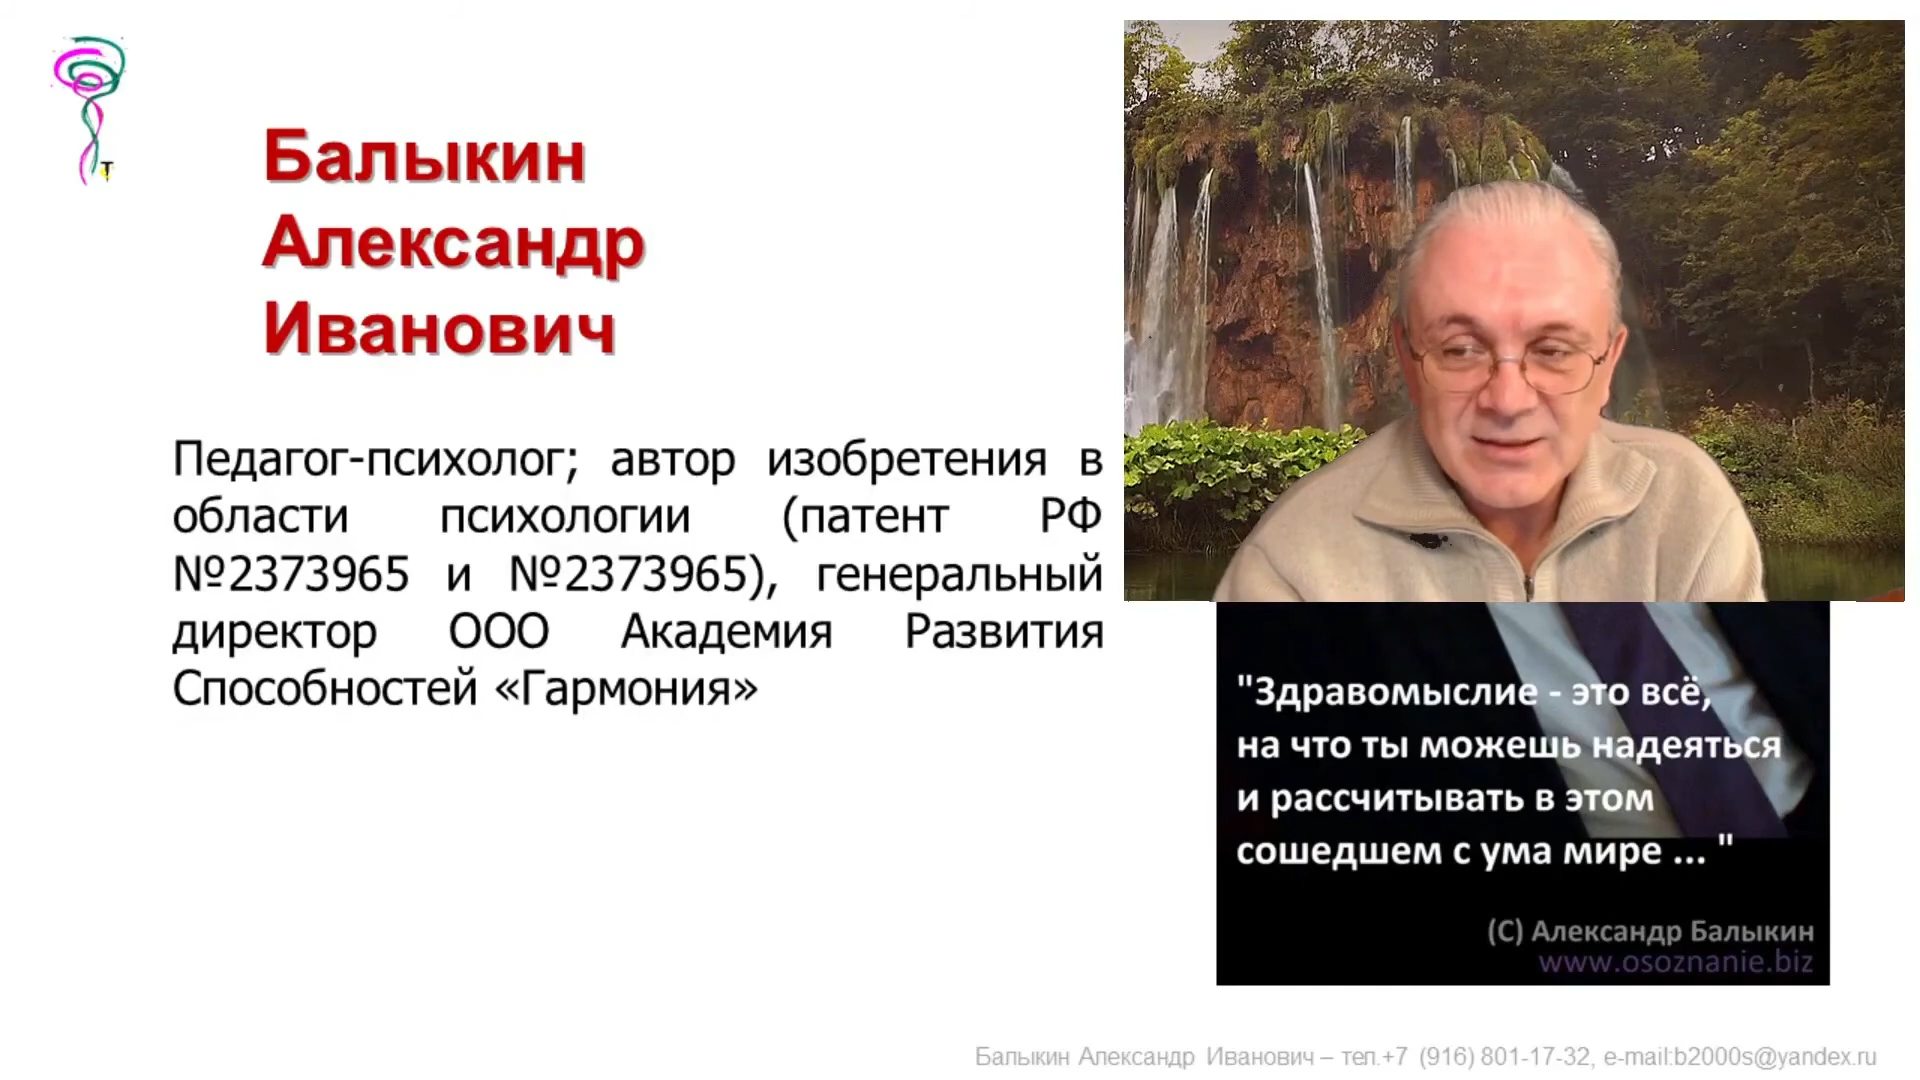 т
Балыкин
Александр
Иванович
Педагог-психолог; автор изобретения в
области психологии (патент РФ
№2373965 и №2373965), генеральный
директор ООО Академия Развития
Способностей «Гармония»
"Здравомыслие - это всё,
на что ты можешь надеяться
и рассчитывать в этом
сошедшем с ума мире ... "
(С) Александр Балыкин
www.osoznanie.biz
Балыкин Александр Иванович – тел.+7 (916) 801-17-32, e-mail:b2000s@yandex.ru